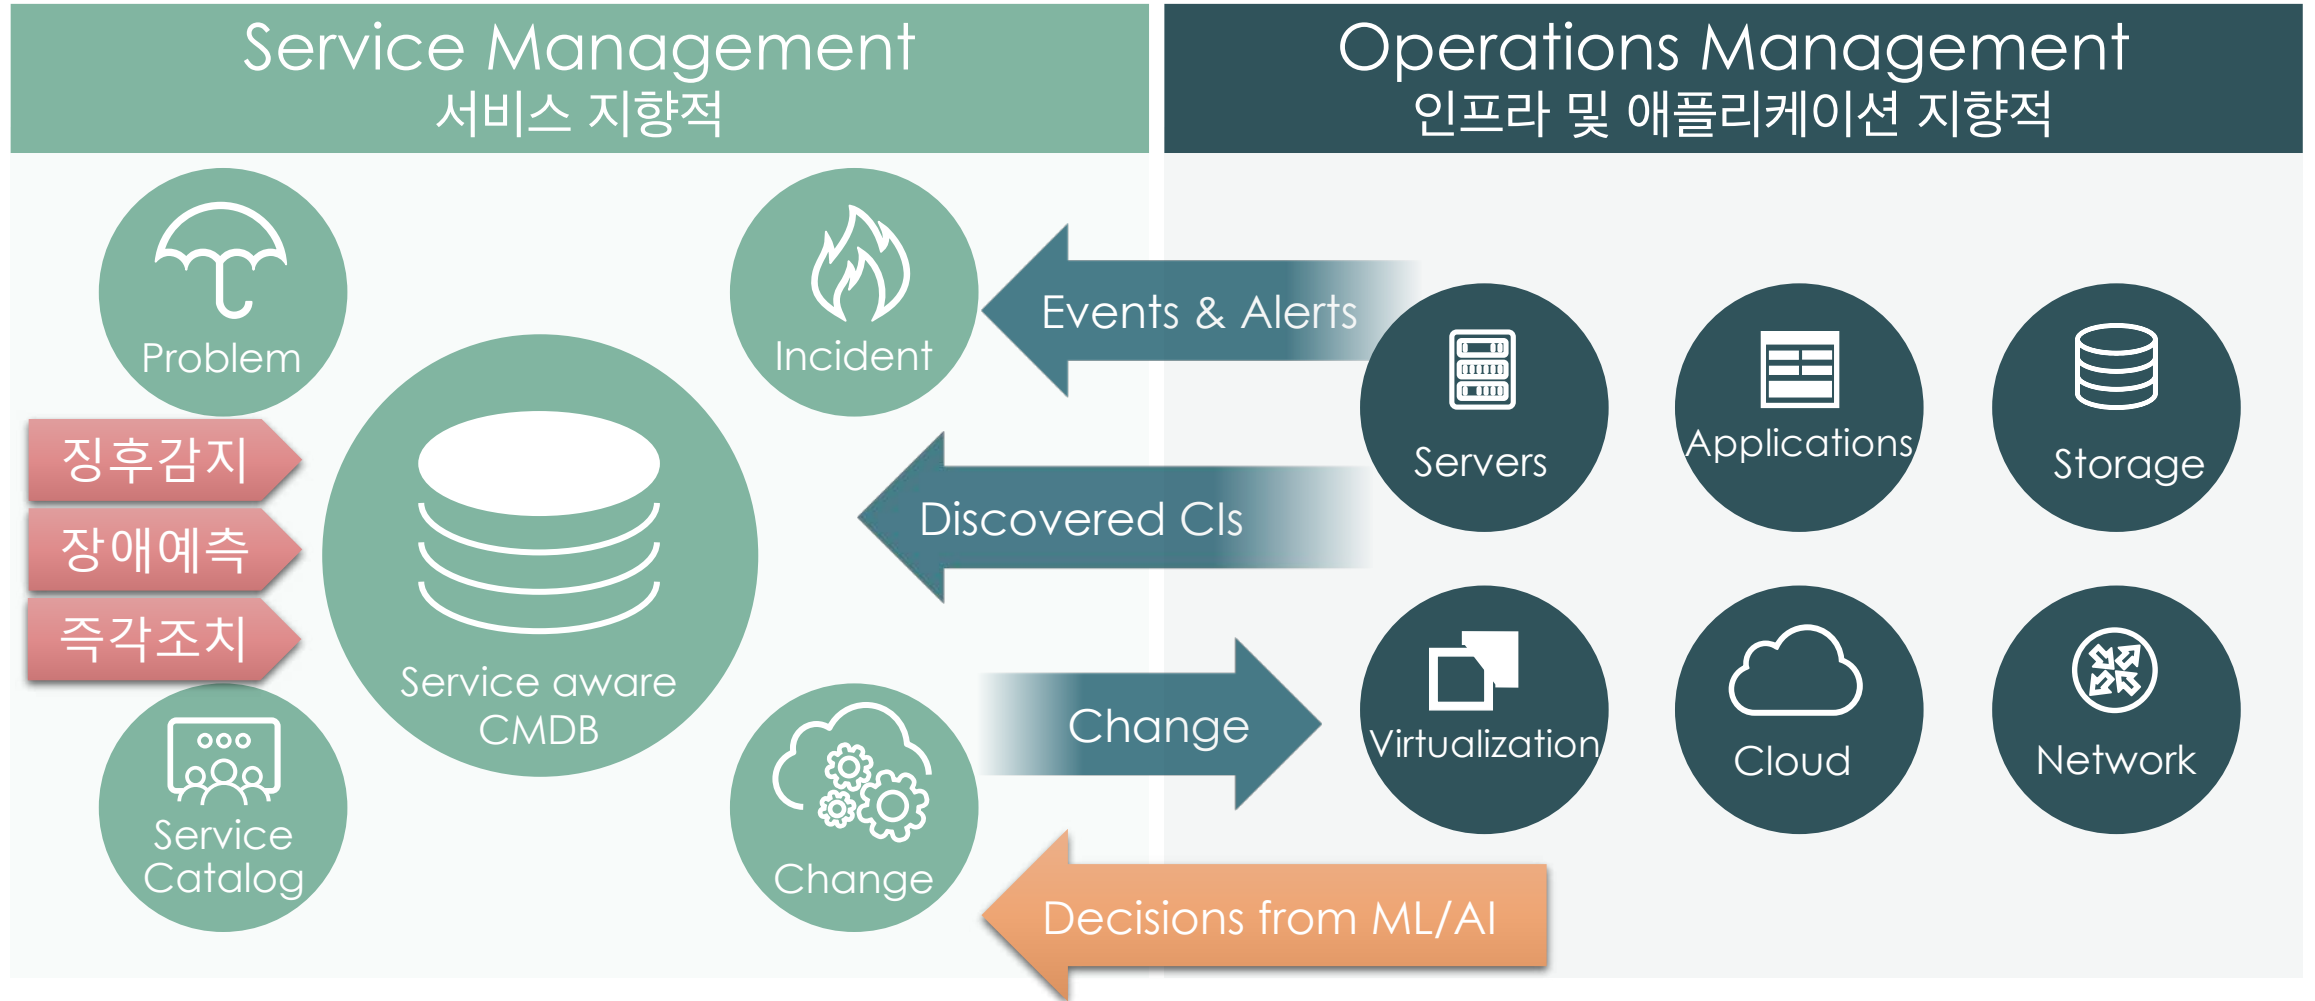 Service Management
서비스 지향적
Operations Management
인프라 및 애플리케이션 지향적
Problem
Incident
Events & Alerts
Servers
Applications
Storage
징후감지
장애예측
즉각조치
Discovered CIs
Service aware
CMDB
Change
Virtualization
Cloud
Network
Service
Catalog
Change
Decisions from ML/AI